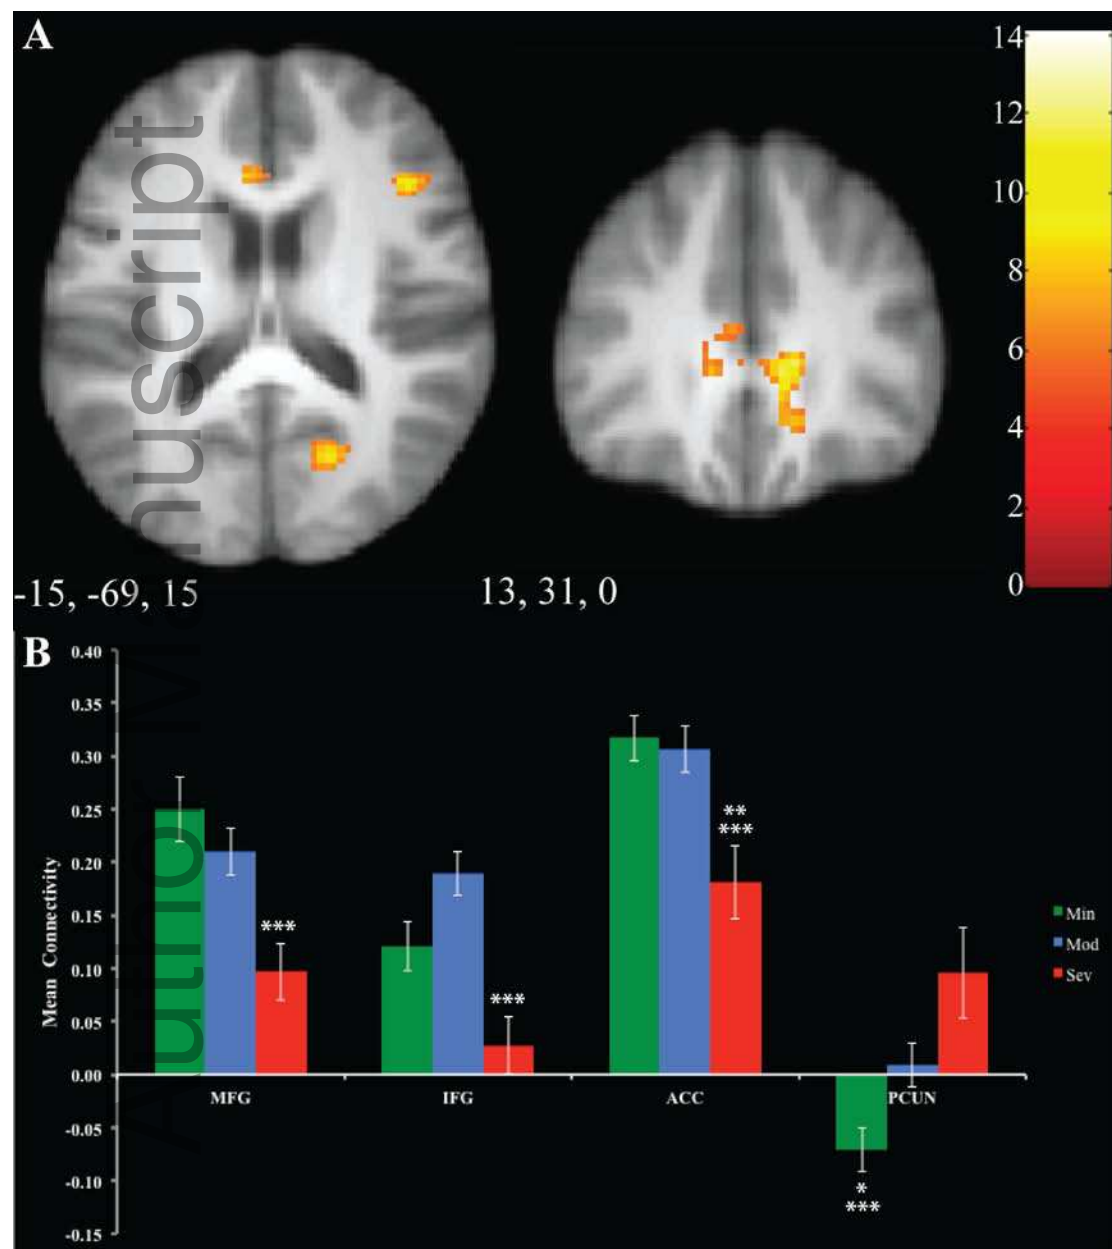 A
14
12
10
8
6
4
2
0
-15, -69, 15
13, 31, 0
Author Manuscript
B
0.40
0.35
0.30
0.25
0.20
0.15
0.10
0.05
0.00
-0.05
-0.10
-0.15
Mean Connectivity
***
***
**
***
*
***
MFG
IFG
ACC
PCUN
Min
Mod
Sev